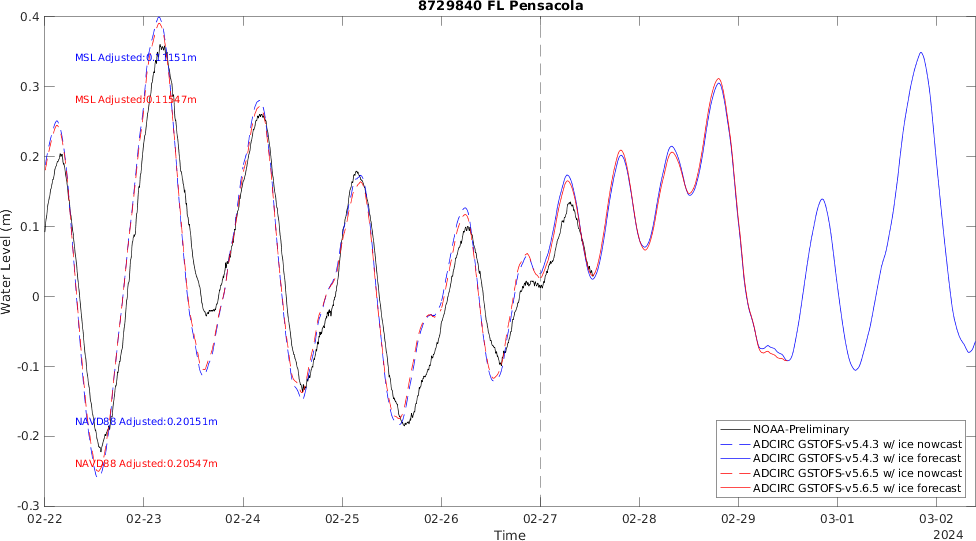 8729840 FL Pensacola
0.4
MSL Adjusted:0.11151m
0.3
MSL Adjusted:0.11547m
0.2
0.1
Water Level (m)
0
-0.1
-0.2
NAVD88 Adjusted:0.20151m
NAVD88 Adjusted:0.20547m
-0.3
NOAA-Preliminary
ADCIRC GSTOFS-v5.4.3 w/ ice nowcast
ADCIRC GSTOFS-v5.4.3 w/ ice forecast
ADCIRC GSTOFS-v5.6.5 w/ ice nowcast
ADCIRC GSTOFS-v5.6.5 w/ ice forecast
02-22 02-23 02-24 02-25 02-26 02-27 02-28 02-29 03-01 03-02
Time
2024